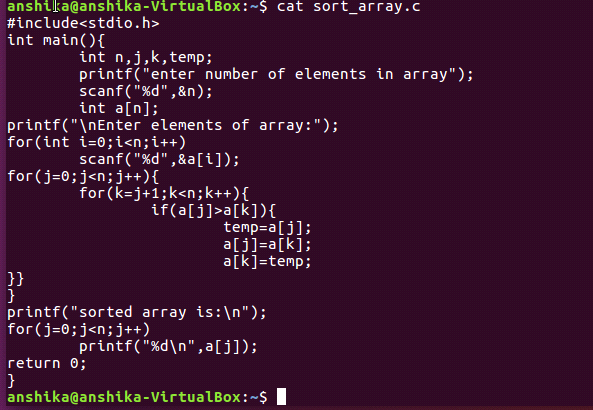 anshika@anshika-VirtualBox:~$ cat sort_array.c
#include<stdio.h>
int main(){
        int n,j,k,temp;
        printf("enter number of elements in array");
        scanf("%d",&n);
        int a[n];
printf("\nEnter elements of array:");
for(int i=0;i<n;i++)
        scanf("%d",&a[i]);
for(j=0;j<n;j++){
        for(k=j+1;k<n;k++){
                if(a[j]>a[k]){
                        temp=a[j];
                        a[j]=a[k];
                        a[k]=temp;
}}
}
printf("sorted array is:\n");
for(j=0;j<n;j++)
        printf("%d\n",a[j]);
return 0;
}
anshika@anshika-VirtualBox:~$